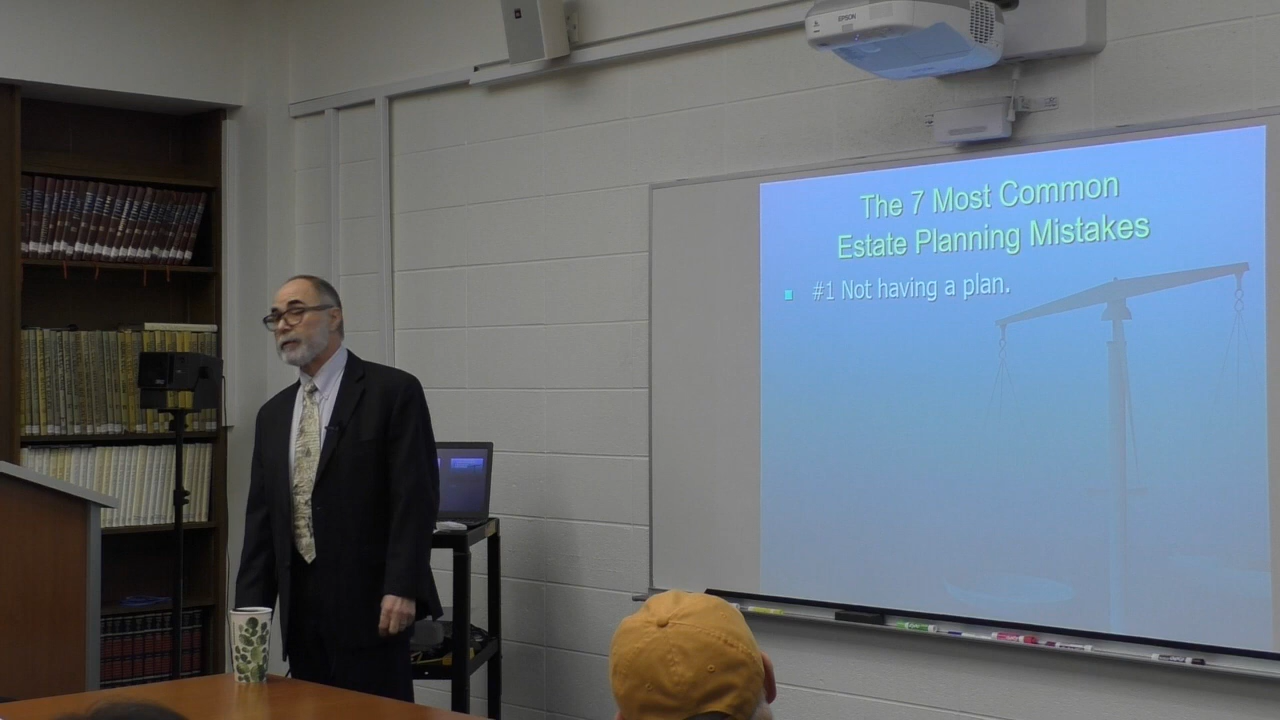 EPSON
The 7 Most Common
Estate Planning Mistakes
#1 Not having a plan.